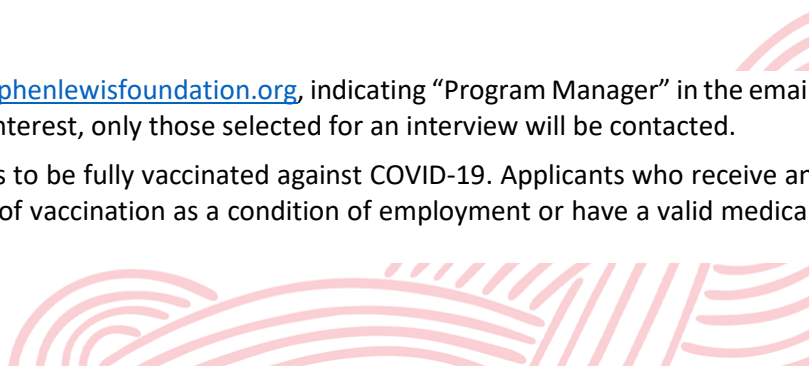 phenlewisfoundation.org, indicating “Program Manager” in the emai
nterest, only those selected for an interview will be contacted.
s to be fully vaccinated against COVID-19. Applicants who receive an
of vaccination as a condition of employment or have a valid medica